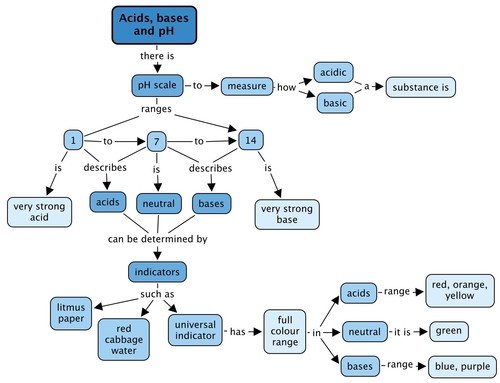 Acids, bases
and pH
there is
pH scale
to
measure
how
acidic
basic
a
substance is
ranges
1
to
7
to
14
is
describes
is
describes
is
very strong
acid
acids
neutral
bases
very strong
base
can be determined by
indicators
such as
litmus
paper
red
cabbage
water
universal
indicator
has
full
colour
range
in
acids
range
red, orange,
yellow
neutral
it is
green
bases
range
blue, purple